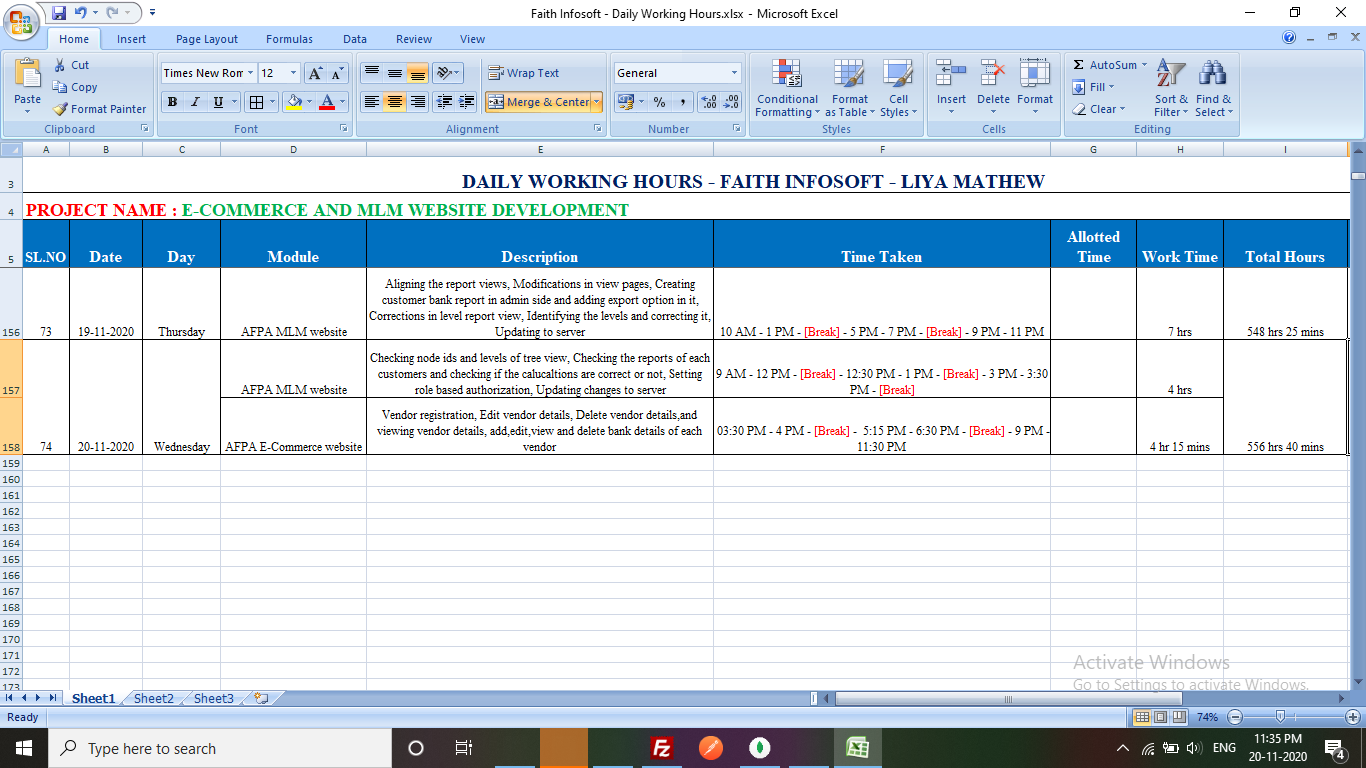 Faith Infosoft - Daily Working Hours.xlsx - Microsoft Excel
Home Insert Page Layout Formulas Data Review View
Paste Cut Copy Format Painter Clipboard
Times New Ron 12 B I U Font
Wrap Text Merge & Center Alignment
General % , Number
Conditional Formatting Format as Table Cell Styles Styles
Insert Delete Format Cells
Σ AutoSum Fill Clear Sort & Filter Find & Select Editing
A B C D E F G H I
3 DAILY WORKING HOURS - FAITH INFOSOFT - LIYA MATHEW
4 PROJECT NAME : E-COMMERCE AND MLM WEBSITE DEVELOPMENT
5 SL.NO Date Day Module Description Time Taken Allotted Time Work Time Total Hours
Aligning the report views, Modifications in view pages, Creating
customer bank report in admin side and adding export option in it,
Corrections in level report view, Identifying the levels and correcting it,
156 73 19-11-2020 Thursday AFPA MLM website Updating to server 10 AM - 1 PM - [Break] - 5 PM - 7 PM - [Break] - 9 PM - 11 PM 7 hrs 548 hrs 25 mins
Checking node ids and levels of tree view, Checking the reports of each
customers and checking if the calucaltions are correct or not, Setting 9 AM - 12 PM - [Break] - 12:30 PM - 1 PM - [Break] - 3 PM - 3:30
157 AFPA MLM website role based authorization, Updating changes to server PM - [Break] 4 hrs
Vendor registration, Edit vendor details, Delete vendor details,and
viewing vendor details, add,edit,view and delete bank details of each 03:30 PM - 4 PM - [Break] - 5:15 PM - 6:30 PM - [Break] - 9 PM -
158 74 20-11-2020 Wednesday AFPA E-Commerce website vendor 11:30 PM 4 hr 15 mins 556 hrs 40 mins
159
160
161
162
163
164
165
166
167
168
169
170
171
172
173
Activate Windows
Go to Settings to activate Windows.
Sheet1 Sheet2 Sheet3
Ready 74%
Type here to search Fz ENG 11:35 PM
20-11-2020 4